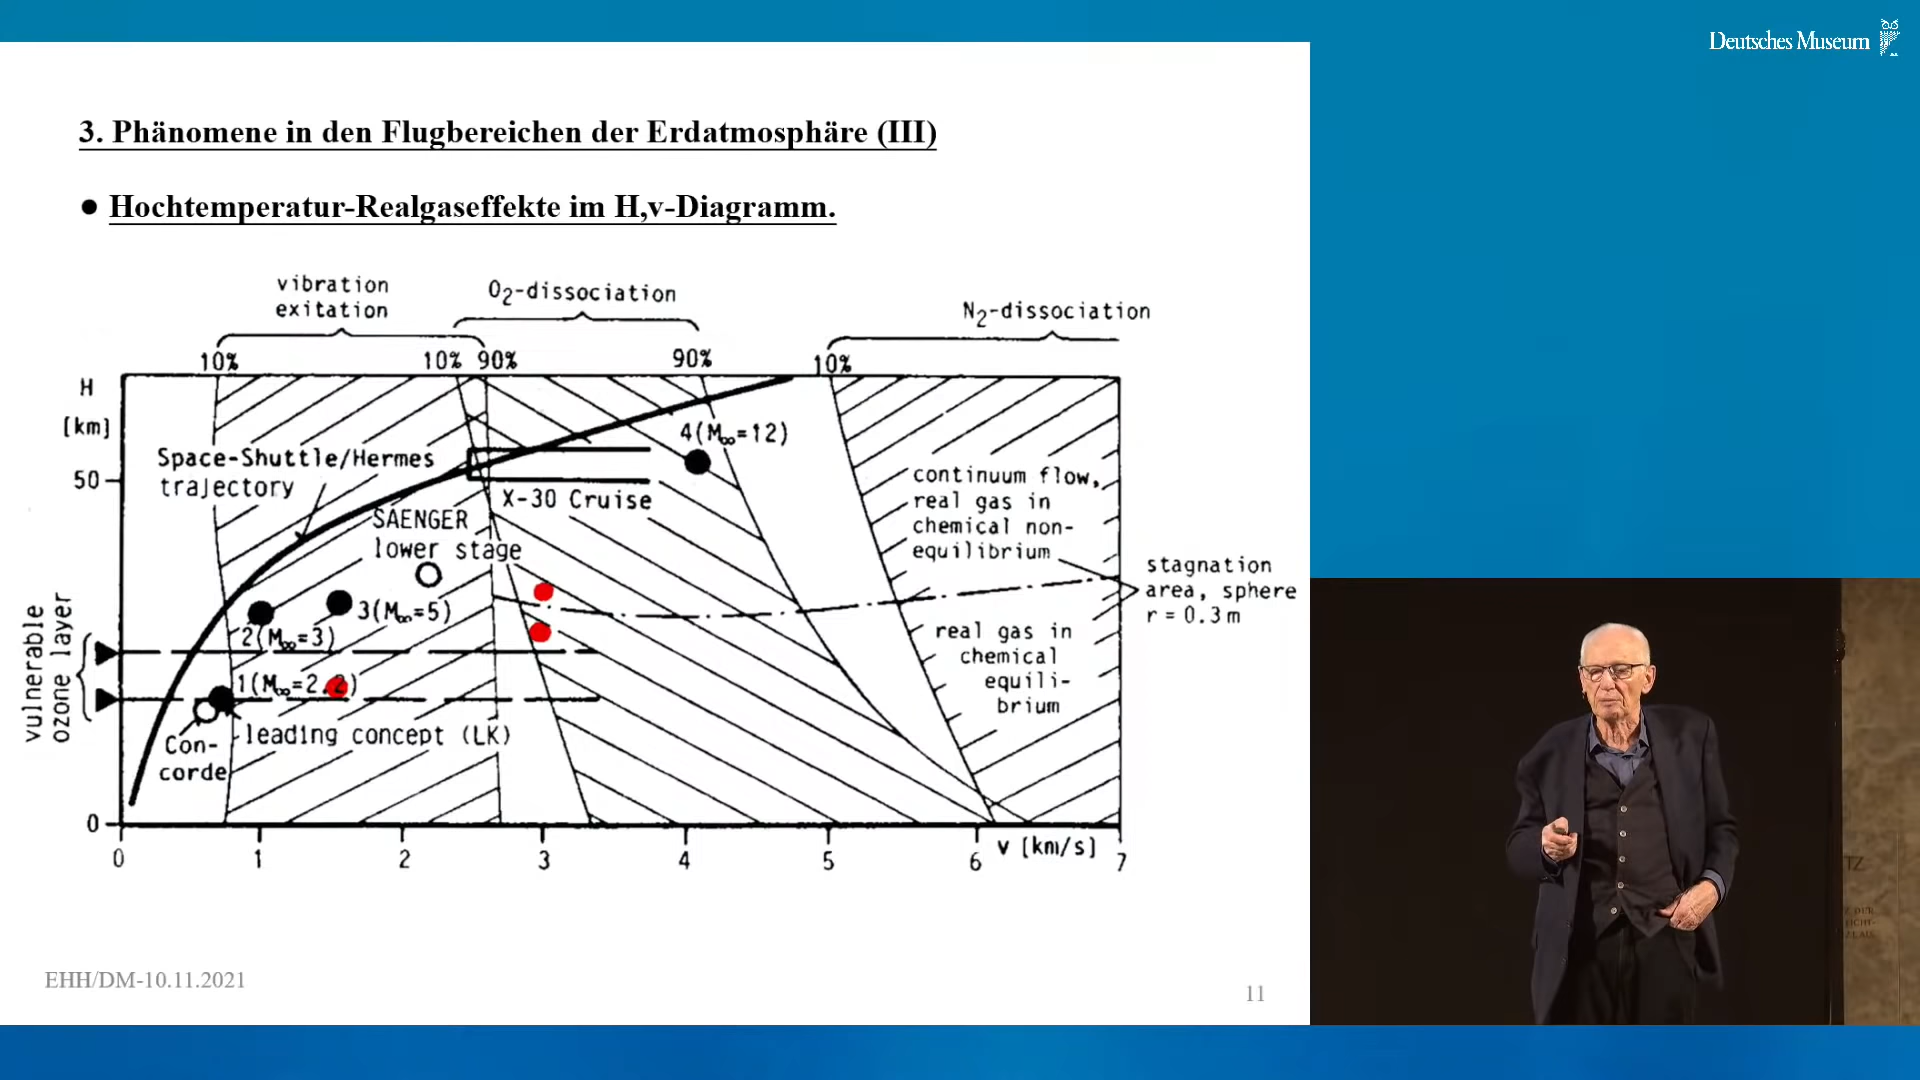 Deutsches Museum
3. Phänomene in den Flugbereichen der Erdatmosphäre (III)
● Hochtemperatur-Realgaseffekte im H,v-Diagramm.
vibration
exitation
O2-dissociation
N2-dissociation
10%
10% 90%
90%
10%
H
[km]
50
0
Space-Shuttle/Hermes
trajectory
4(M∞=12)
X-30 Cruise
SAENGER
lower stage
continuum flow,
real gas in
chemical non-
equilibrium
stagnation
area, sphere
r = 0.3 m
vulnerable
ozone layer
2(M∞=3)
3(M∞=5)
1(M∞=2.2)
real gas in
chemical
equili-
brium
leading concept (LK)
Con-
corde
0 1 2 3 4 5 6 v [km/s] 7
EHH/DM-10.11.2021
11